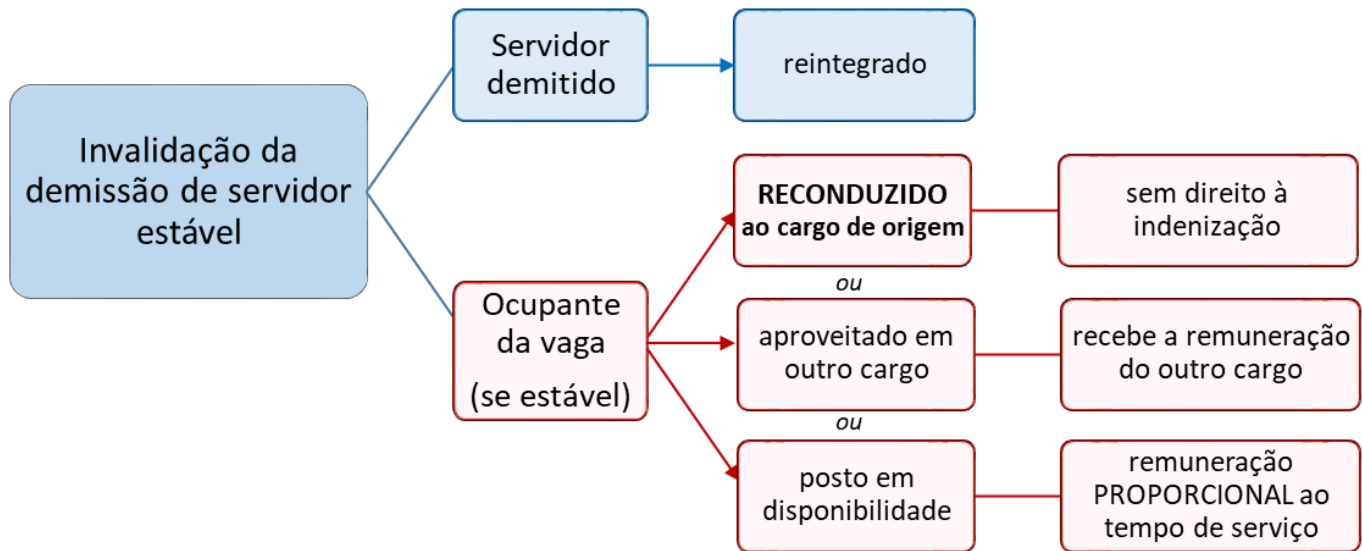 Invalidação da
demissão de servidor
estável
Servidor
demitido
reintegrado
Ocupante
da vaga
(se estável)
RECONDUZIDO
ao cargo de origem
sem direito à
indenização
ou
aproveitado em
outro cargo
recebe a remuneração
do outro cargo
ou
posto em
disponibilidade
remuneração
PROPORCIONAL ao
tempo de serviço